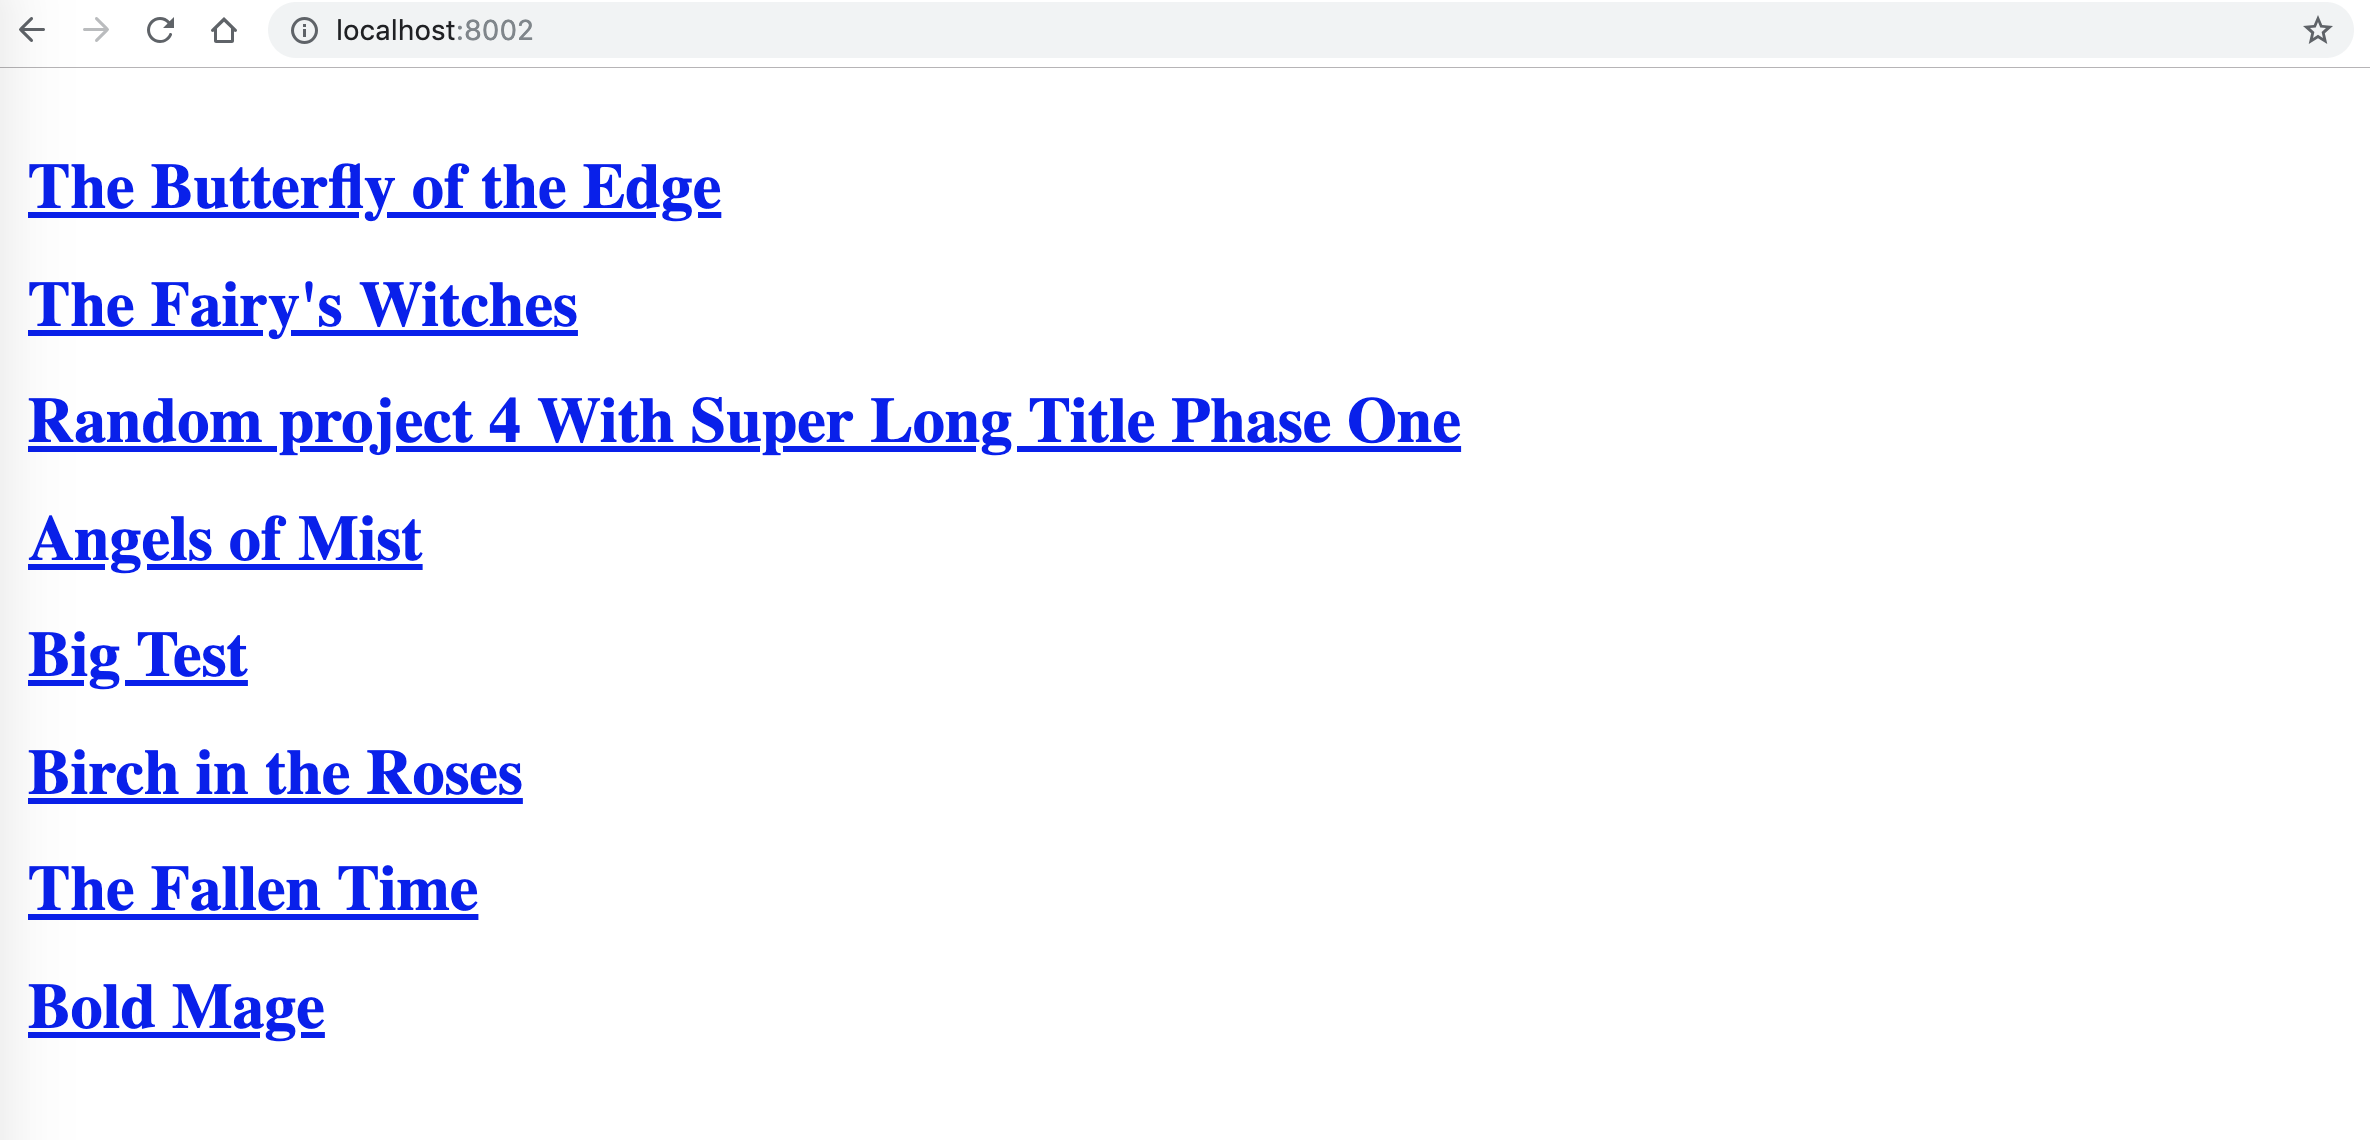 localhost:8002
The Butterfly of the Edge
The Fairy's Witches
Random project 4 With Super Long Title Phase One
Angels of Mist
Big Test
Birch in the Roses
The Fallen Time
Bold Mage